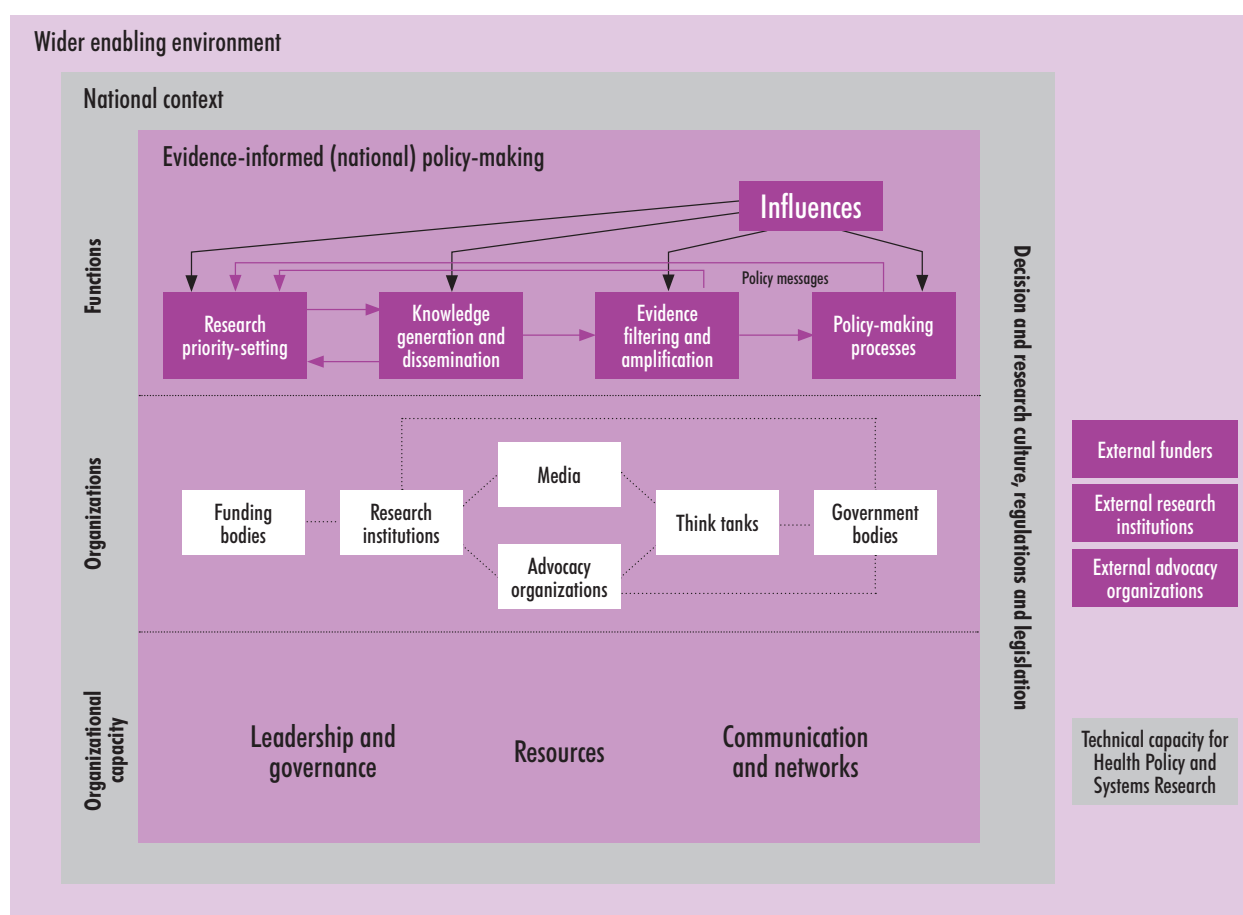 Wider enabling environment
National context
Evidence-informed (national) policy-making
Functions
Influences
Policy messages
Research
priority-setting
Knowledge
generation and
dissemination
Evidence
filtering and
amplification
Policy-making
processes
Organizations
Funding
bodies
Research
institutions
Media
Advocacy
organizations
Think tanks
Government
bodies
Organizational
capacity
Leadership and
governance
Resources
Communication
and networks
Decision and research culture, regulations and legislation
External funders
External research
institutions
External advocacy
organizations
Technical capacity for
Health Policy and
Systems Research